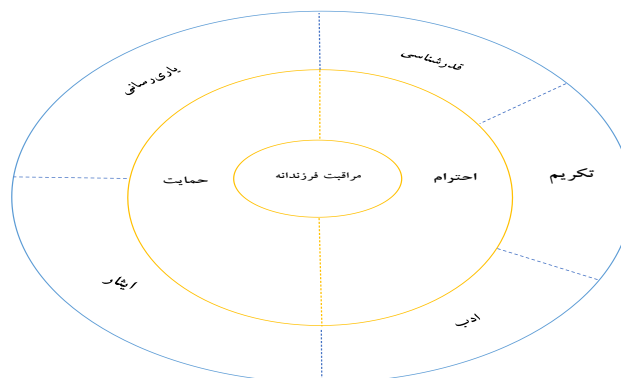 قدرشناسی
یاری‌رسانی
تکریم
احترام
مراقبت فرزندانه
حمایت
ایثار
ادب